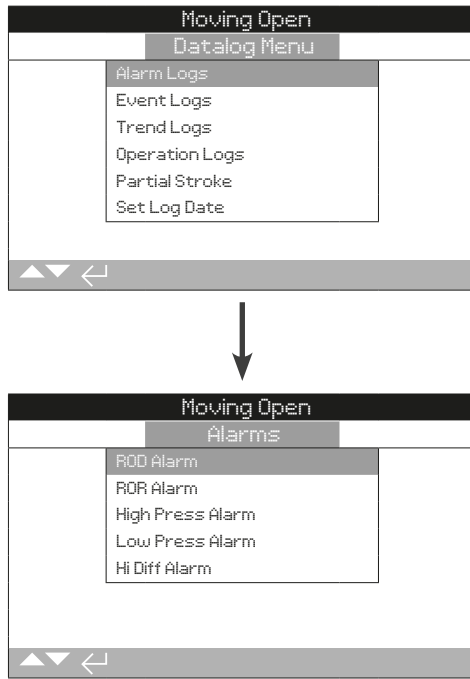 Moving Open
Datalog Menu
Alarm Logs
Event Logs
Trend Logs
Operation Logs
Partial Stroke
Set Log Date
Moving Open
Alarms
ROD Alarm
ROR Alarm
High Press Alarm
Low Press Alarm
Hi Diff Alarm